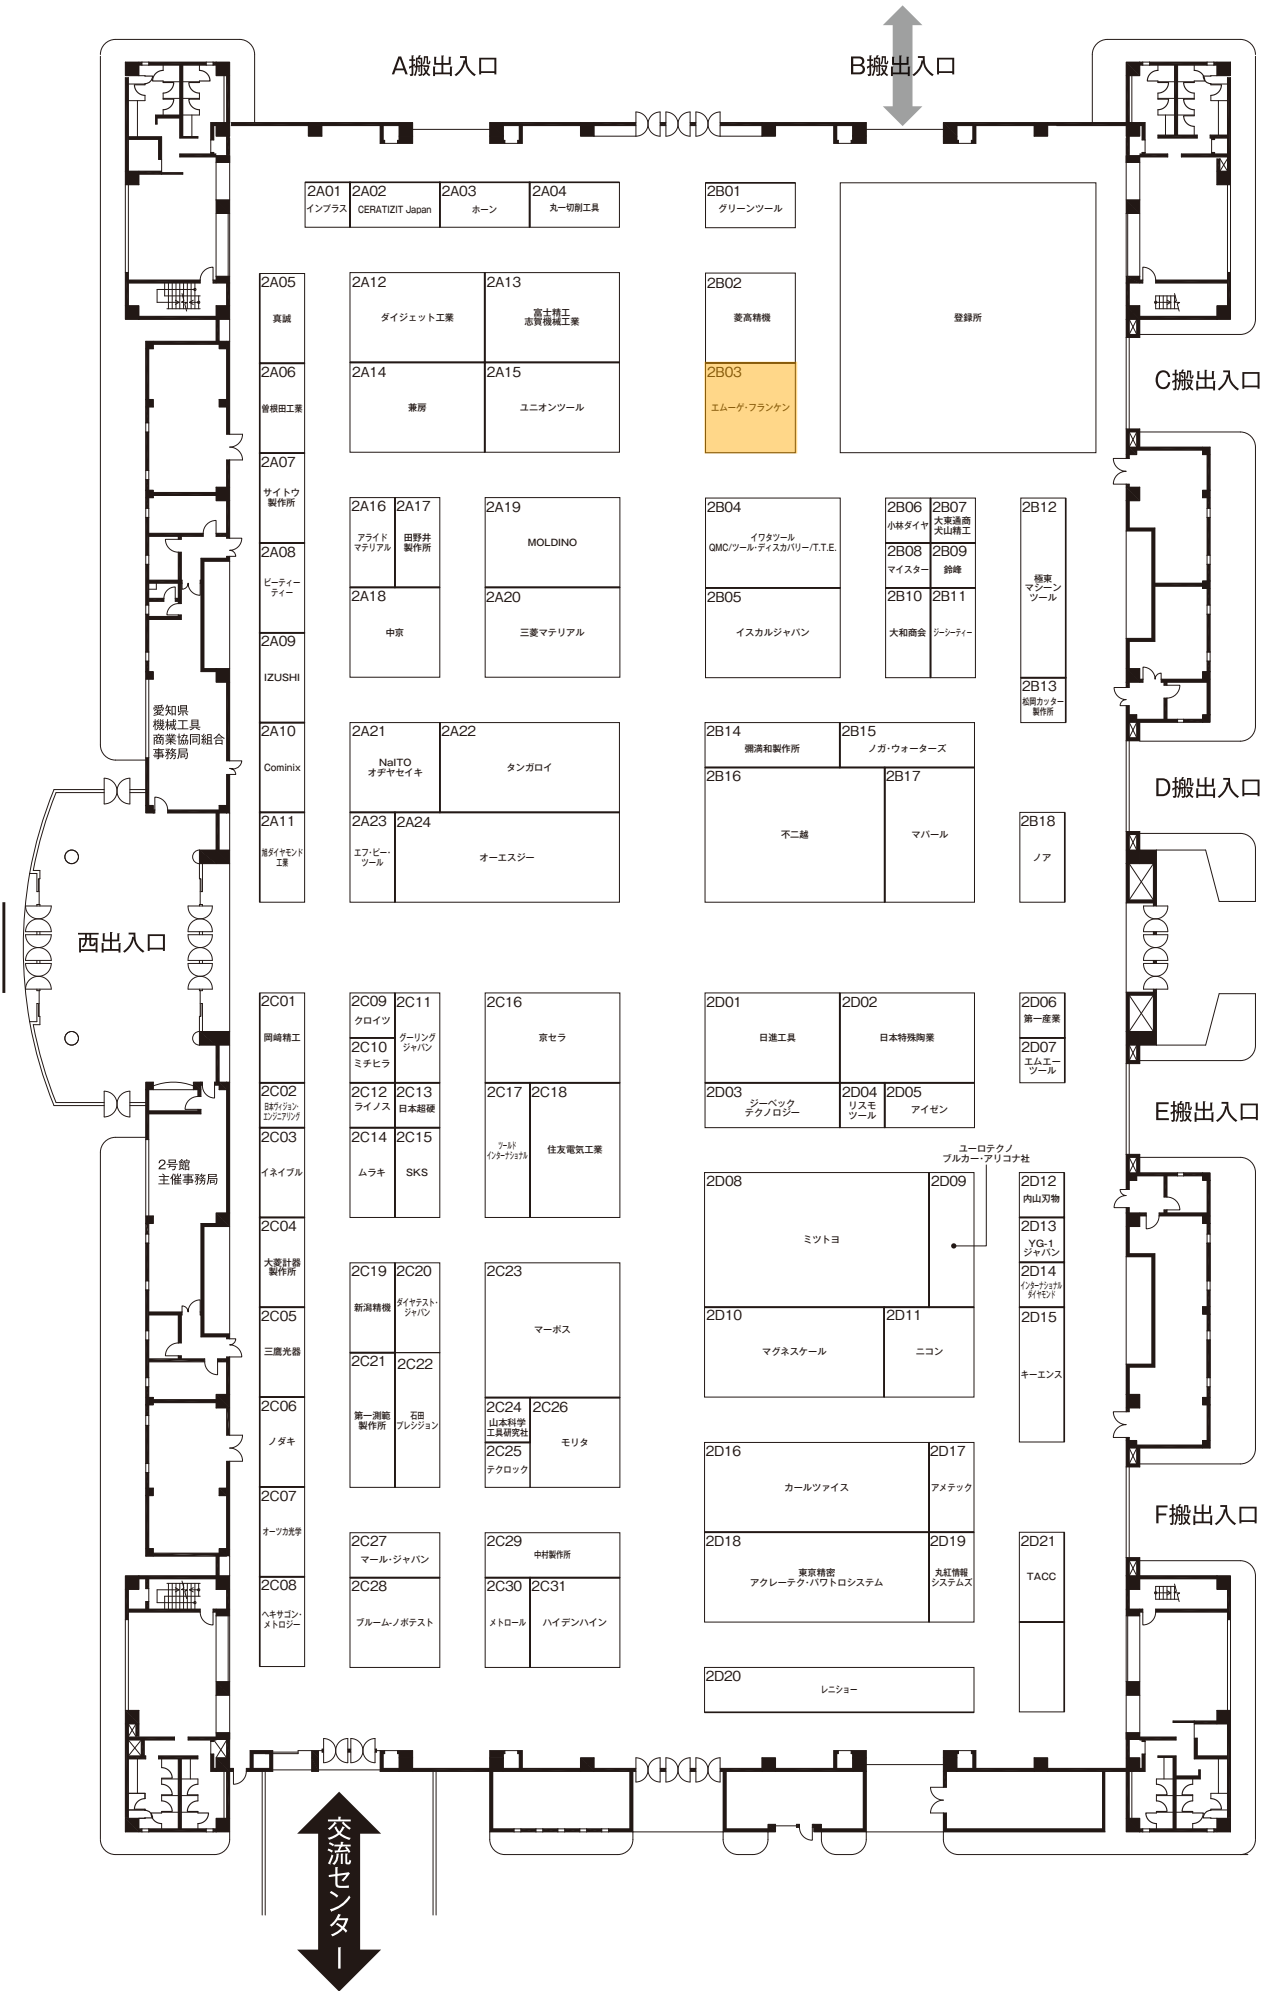 A搬出入口
B搬出入口
2A01
インプラス
2A02
CERATIZIT Japan
2A03
ホーン
2A04
丸一切削工具
2B01
グリーンツール
2A05
真誠
2A12
ダイジェット工業
2A13
富士精工
志賀機械工業
2B02
菱高精機
登録所
2A06
曽根田工業
2A14
兼房
2A15
ユニオンツール
2B03
エムーゲ・フランケン
C搬出入口
2A07
サイトウ
製作所
2A16
アライド
マテリアル
2A17
田野井
製作所
2A19
MOLDINO
2B04
イワタツール
QMC/ツール・ディスカバリー/T.T.E.
2B06
小林ダイヤ
2B07
大東通商
犬山精工
2B12
極東
マシーン
ツール
2A08
ビーティー
ティー
2B08
マイスター
2B09
鈴峰
2A18
中京
2A20
三菱マテリアル
2B05
イスカルジャパン
2B10
大和商会
2B11
ジーシーティー
2A09
IZUSHI
2B13
松岡カッター
製作所
愛知県
機械工具
商業協同組合
事務局
2A10
Cominix
2A21
NaITO
オヂヤセイキ
2A22
タンガロイ
2B14
彌満和製作所
2B15
ノガ・ウォーターズ
2B16
不二越
2B17
マパール
D搬出入口
2A11
旭ダイヤモンド
工業
2A23
エフ・ピー・
ツール
2A24
オーエスジー
2B18
ノア
西出入口
2C01
岡﨑精工
2C09
クロイツ
2C11
グーリング
ジャパン
2C10
ミチヒラ
2C16
京セラ
2D01
日進工具
2D02
日本特殊陶業
2D06
第一産業
2D07
エムエー
ツール
2C02
日本ヴィジョン・
エンジニアリング
2C12
ライノス
2C13
日本超硬
2C17
ワールド
インターナショナル
2C18
住友電気工業
2D03
ジーベック
テクノロジー
2D04
リスモ
ツール
2D05
アイゼン
E搬出入口
2号館
主催事務局
2C03
イネイブル
2C14
ムラキ
2C15
SKS
ユーロテクノ
ブルカー・アリコナ社
2D08
ミツトヨ
2D09
2D12
内山刃物
2C04
大菱計器
製作所
2D13
YG-1
ジャパン
2C19
新潟精機
2C20
ダイヤテスト・
ジャパン
2C23
マーポス
2D14
インターナショナル
ダイヤモンド
2C05
三鷹光器
2D10
マグネスケール
2D11
ニコン
2D15
キーエンス
2C21
第一測範
製作所
2C22
石田
プレシジョン
2C06
ノダキ
2C24
山本科学
工具研究社
2C25
テクロック
2C26
モリタ
2D16
カールツァイス
2D17
アメテック
2C07
オーツカ光学
F搬出入口
2C27
マール・ジャパン
2C29
中村製作所
2D18
東京精密
アクレーテク・パワトロシステム
2D19
丸紅情報
システムズ
2D21
TACC
2C08
ヘキサゴン・
メトロジー
2C28
ブルーム-ノボテスト
2C30
メトロール
2C31
ハイデンハイン
2D20
レニショー
交流センター